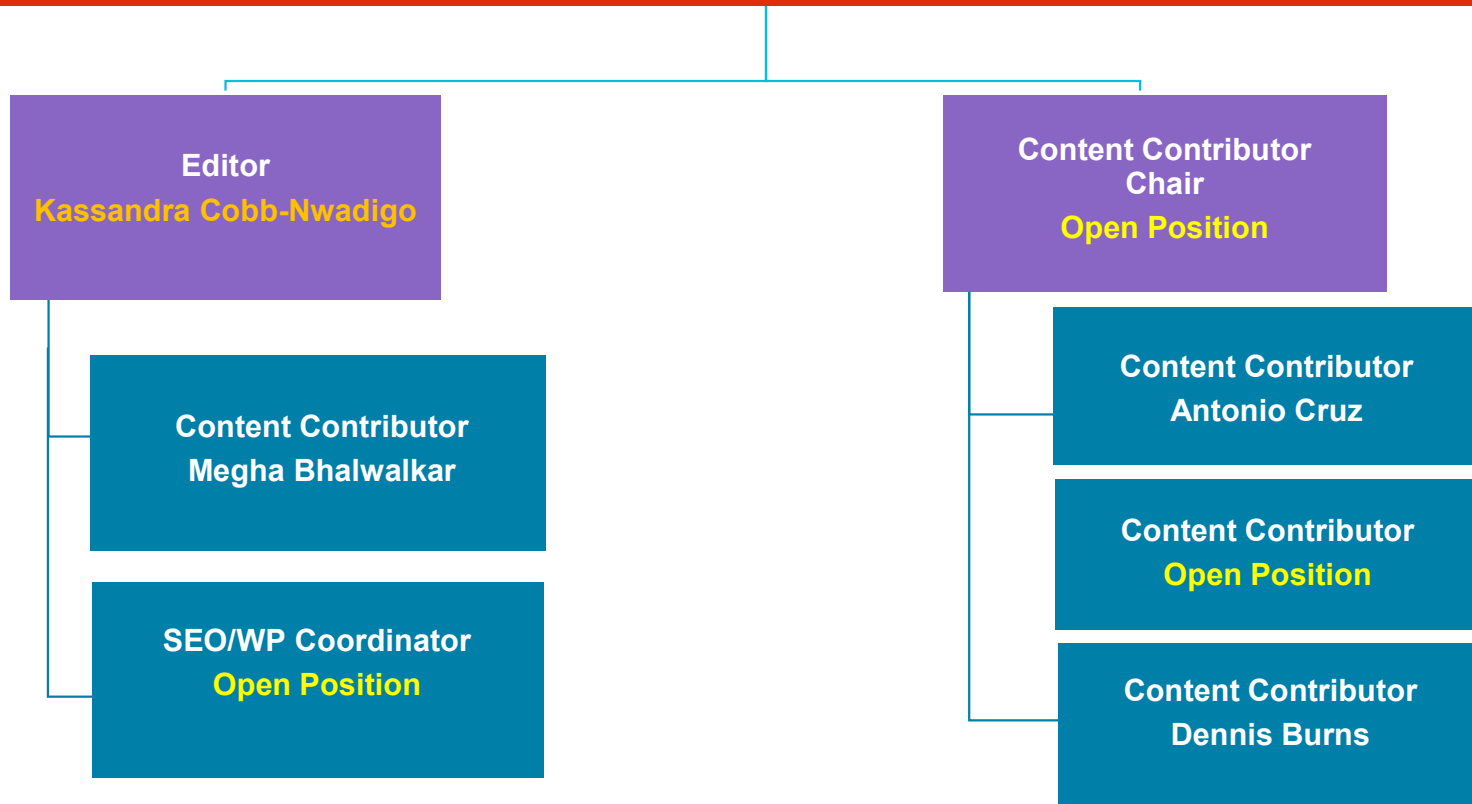 Editor
Kassandra Cobb-Nwadigo
Content Contributor
Megha Bhalwalkar
SEO/WP Coordinator
Open Position
Content Contributor
Chair
Open Position
Content Contributor
Antonio Cruz
Content Contributor
Open Position
Content Contributor
Dennis Burns